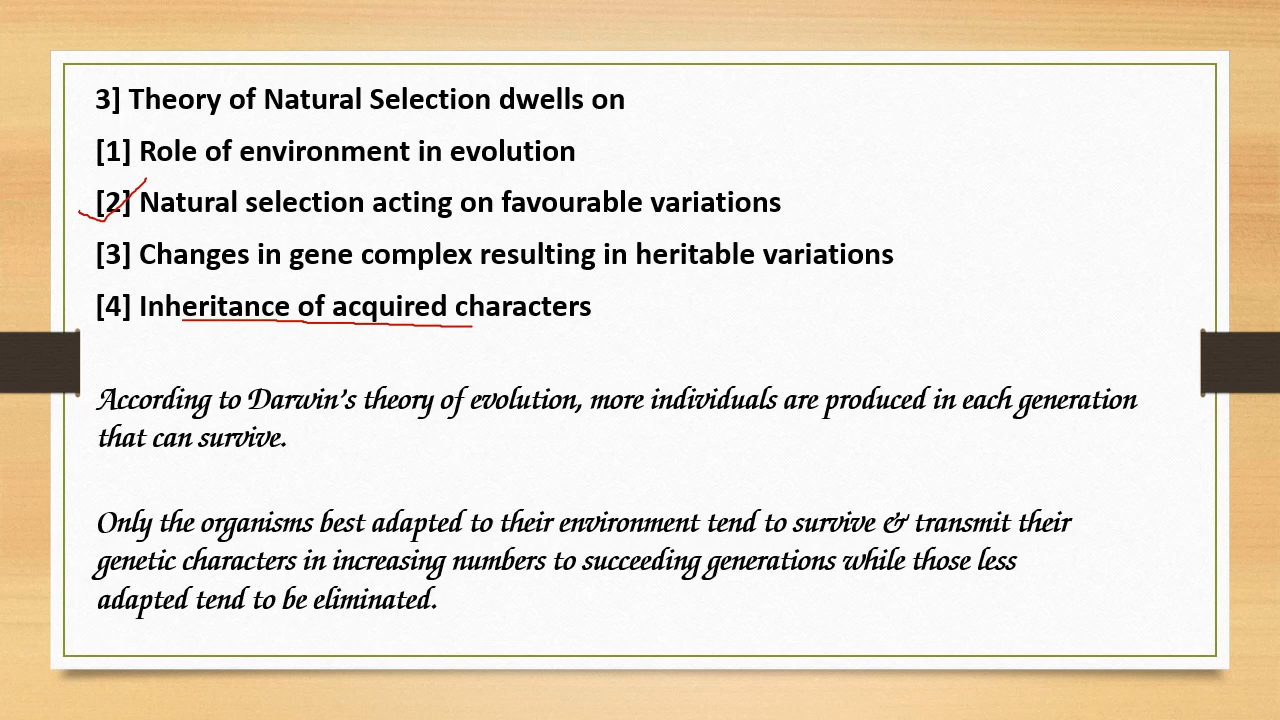 3] Theory of Natural Selection dwells on
[1] Role of environment in evolution
[2] Natural selection acting on favourable variations
[3] Changes in gene complex resulting in heritable variations
[4] Inheritance of acquired characters
According to Darwin's theory of evolution, more individuals are produced in each generation
that can survive.
Only the organisms best adapted to their environment tend to survive & transmit their
genetic characters in increasing numbers to succeeding generations while those less
adapted tend to be eliminated.